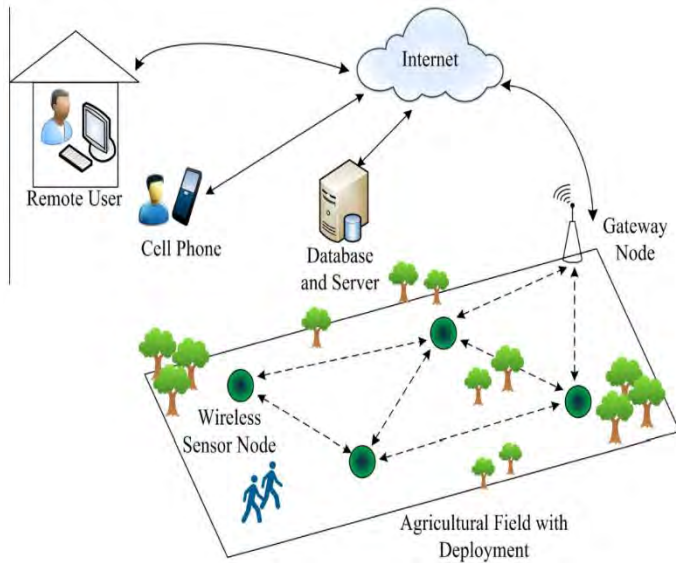 Internet
Remote User
Cell Phone
Database
and Server
Gateway
Node
Wireless
Sensor Node
Agricultural Field with
Deployment